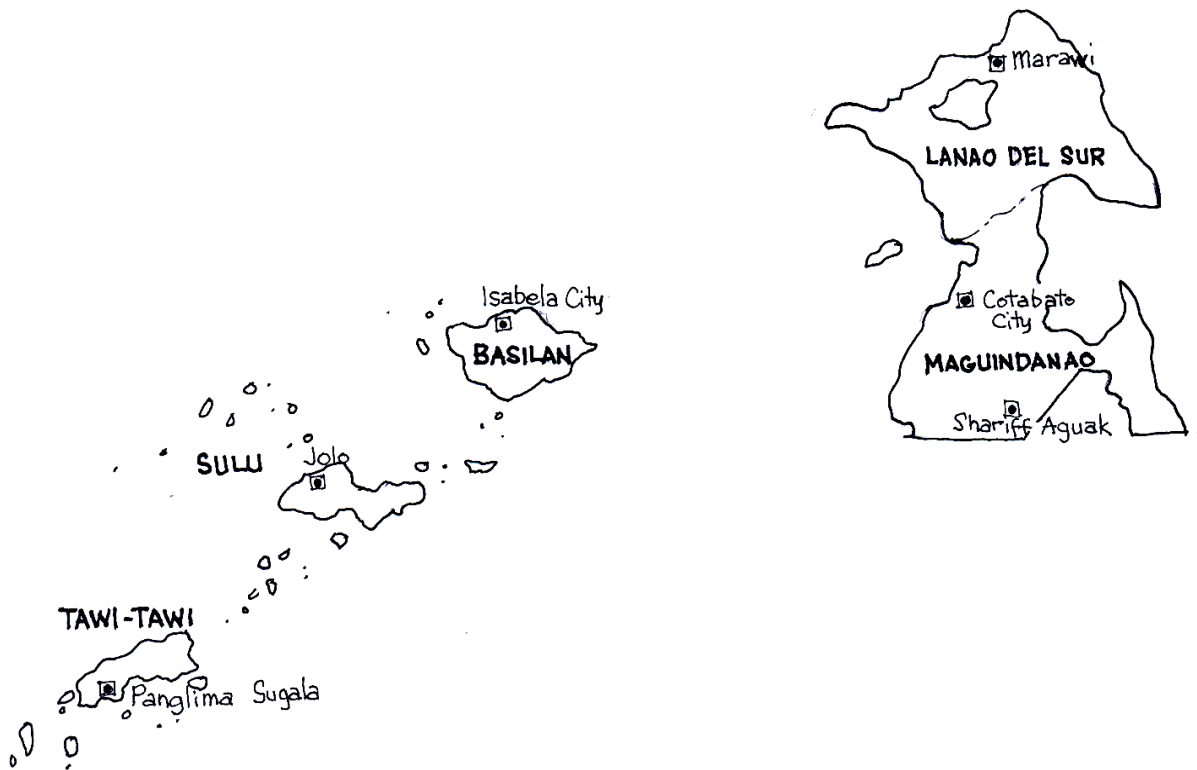 Marawi
LANAO DEL SUR
Isabela City
BASILAN
Cotabato
City
MAGUINDANAO
Shariff Aguak
SULU
Jolo
TAWI-TAWI
Panglima Sugala